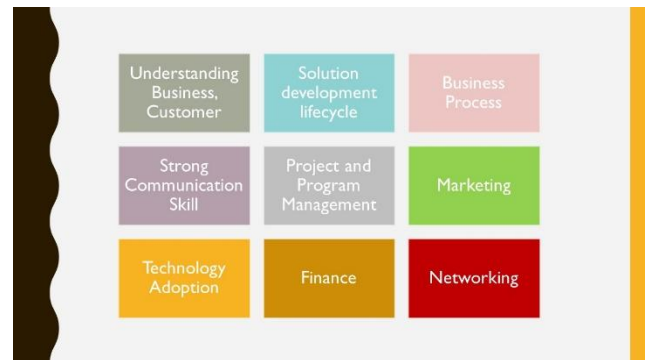 Understanding
Business,
Customer
Solution
development
lifecycle
Business
Process
Strong
Communication
Skill
Project and
Program
Management
Marketing
Technology
Adoption
Finance
Networking